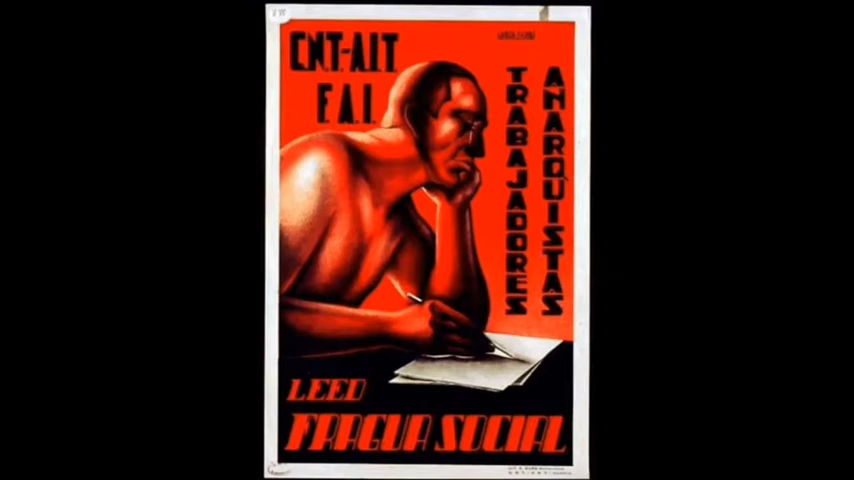 C.N.T-A.I.T.
F.A.I.
TRABAJADORES
ANARQUISTAS
LEED
FRAGUA SOCIAL